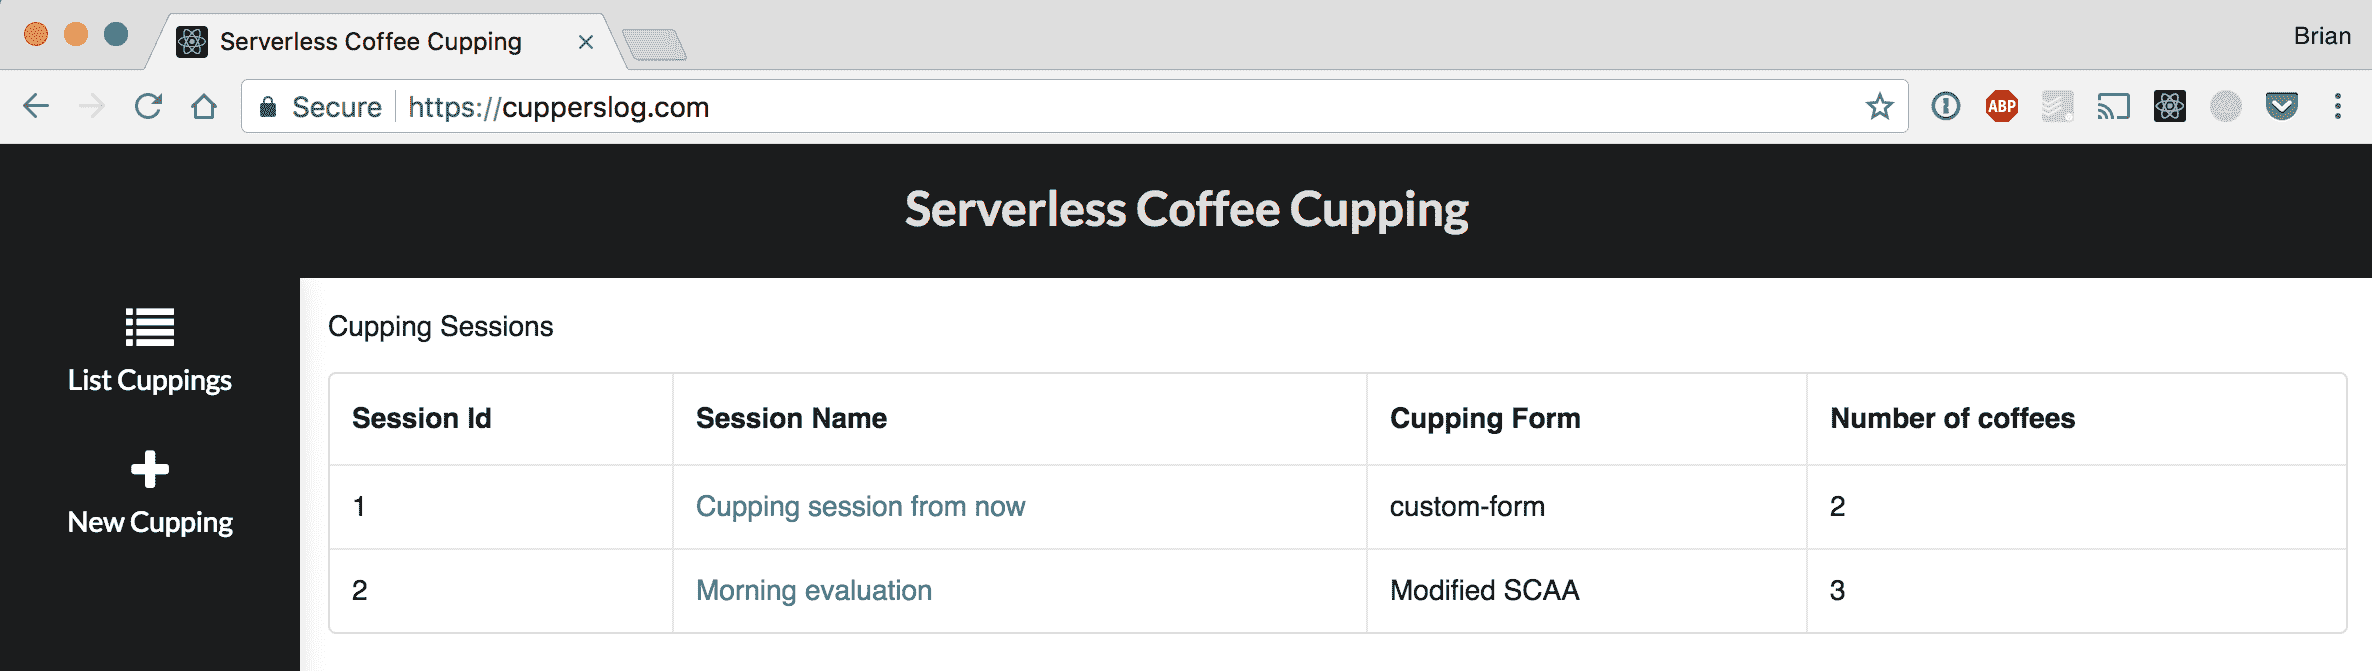 Serverless Coffee Cupping
Brian
Secure https://cupperslog.com
ABP
Serverless Coffee Cupping
List Cuppings
New Cupping
Cupping Sessions
Session Id Session Name Cupping Form Number of coffees
1 Cupping session from now custom-form 2
2 Morning evaluation Modified SCAA 3